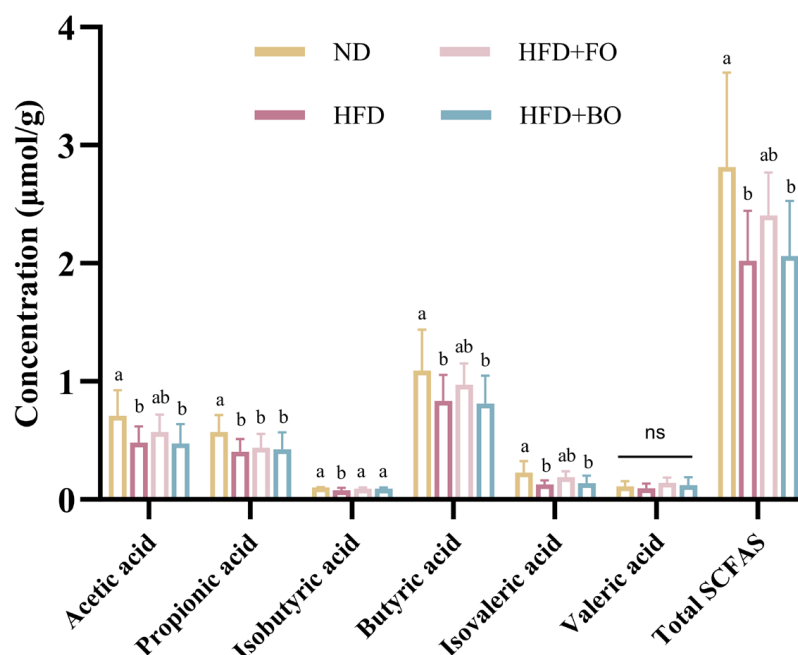 Concentration (μmol/g)
4
3
2
1
0
ND
HFD+FO
HFD
HFD+BO
a
b
ab
b
a
b
b
b
a
b
a
a
a
b
ab
b
a
b
ab
b
ns
a
b
ab
b
Acetic acid
Propionic acid
Isobutyric acid
Butyric acid
Isovaleric acid
Valeric acid
Total SCFAS